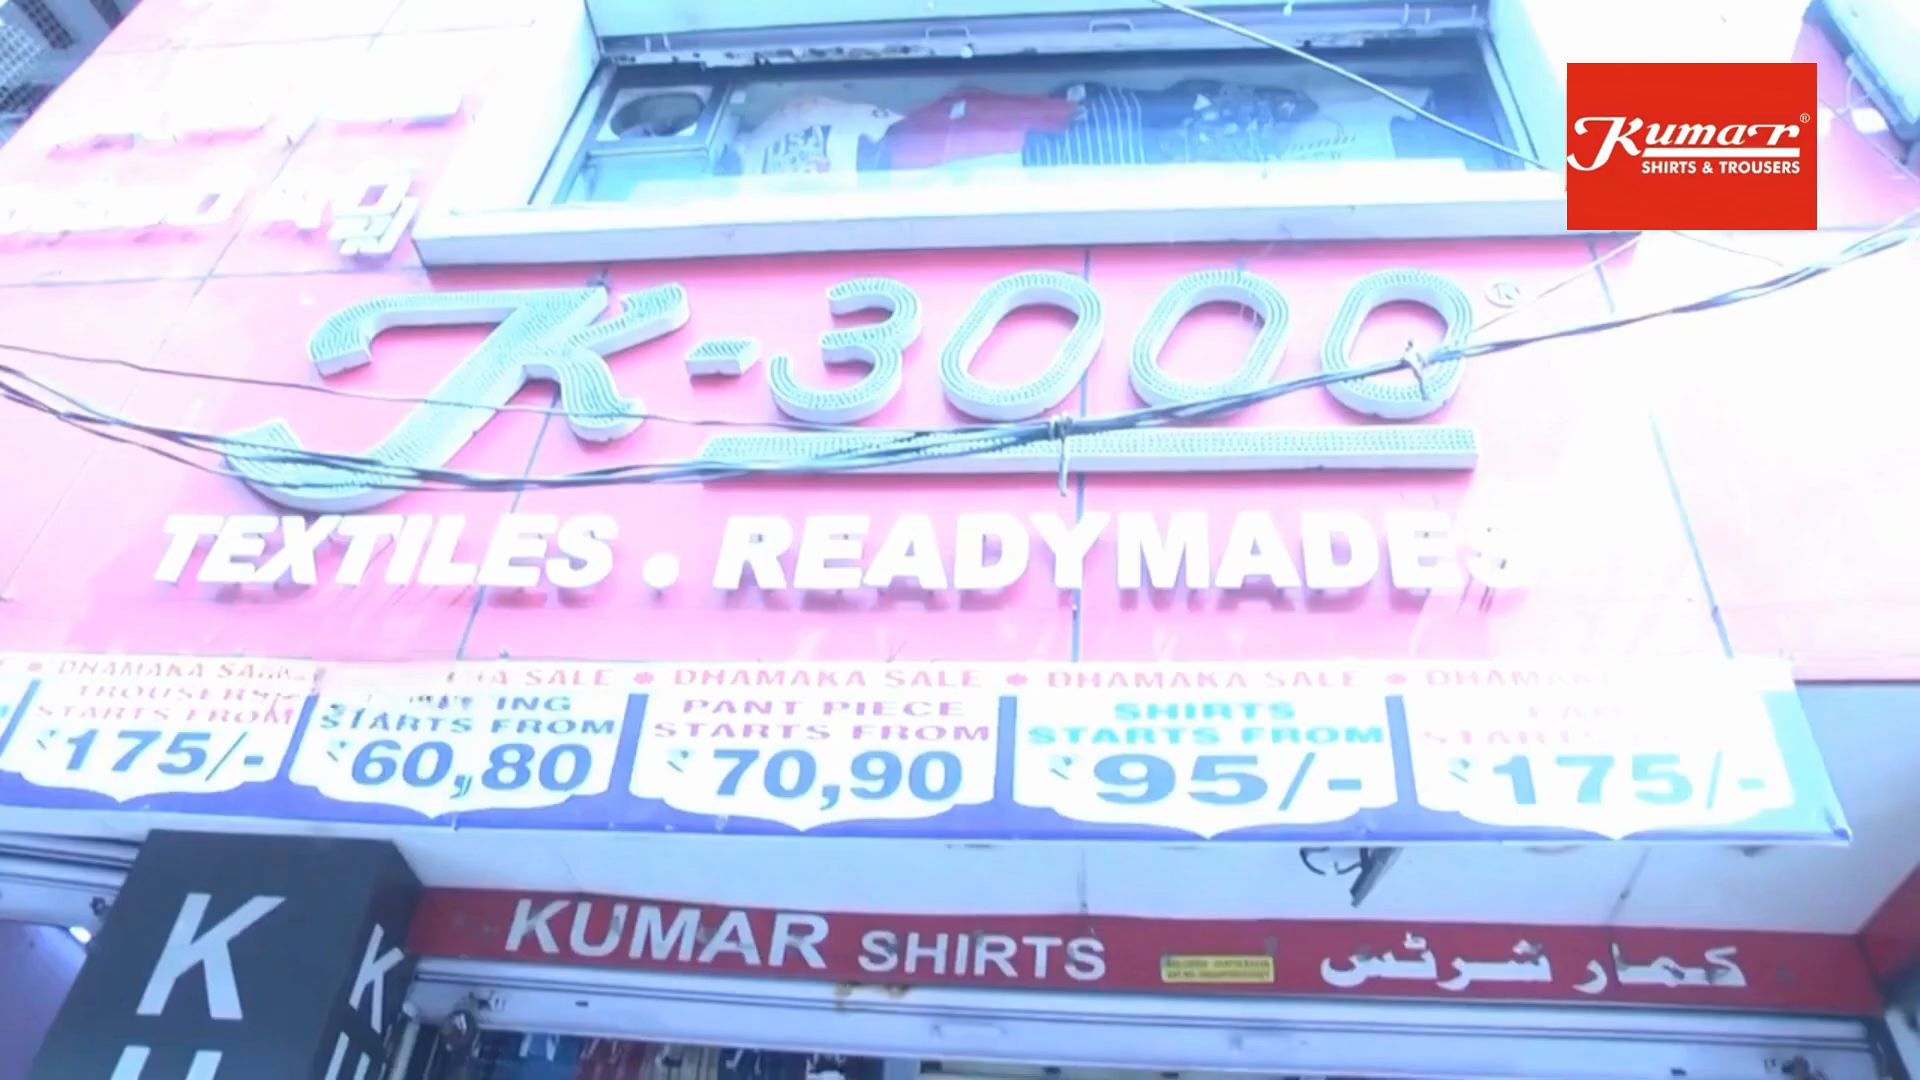 Kumar®
SHIRTS & TROUSERS
K-3000
TEXTILES . READYMADES
DHAMAKA SALE
TROUSERS
STARTS FROM
₹175/-
SALE
STARTS FROM
₹60,80
DHAMAKA SALE
PANT PIECE
STARTS FROM
₹70,90
DHAMAKA SALE
SHIRTS
STARTS FROM
₹95/-
₹175/-
KUMAR SHIRTS
کمار شرٹس
K
K